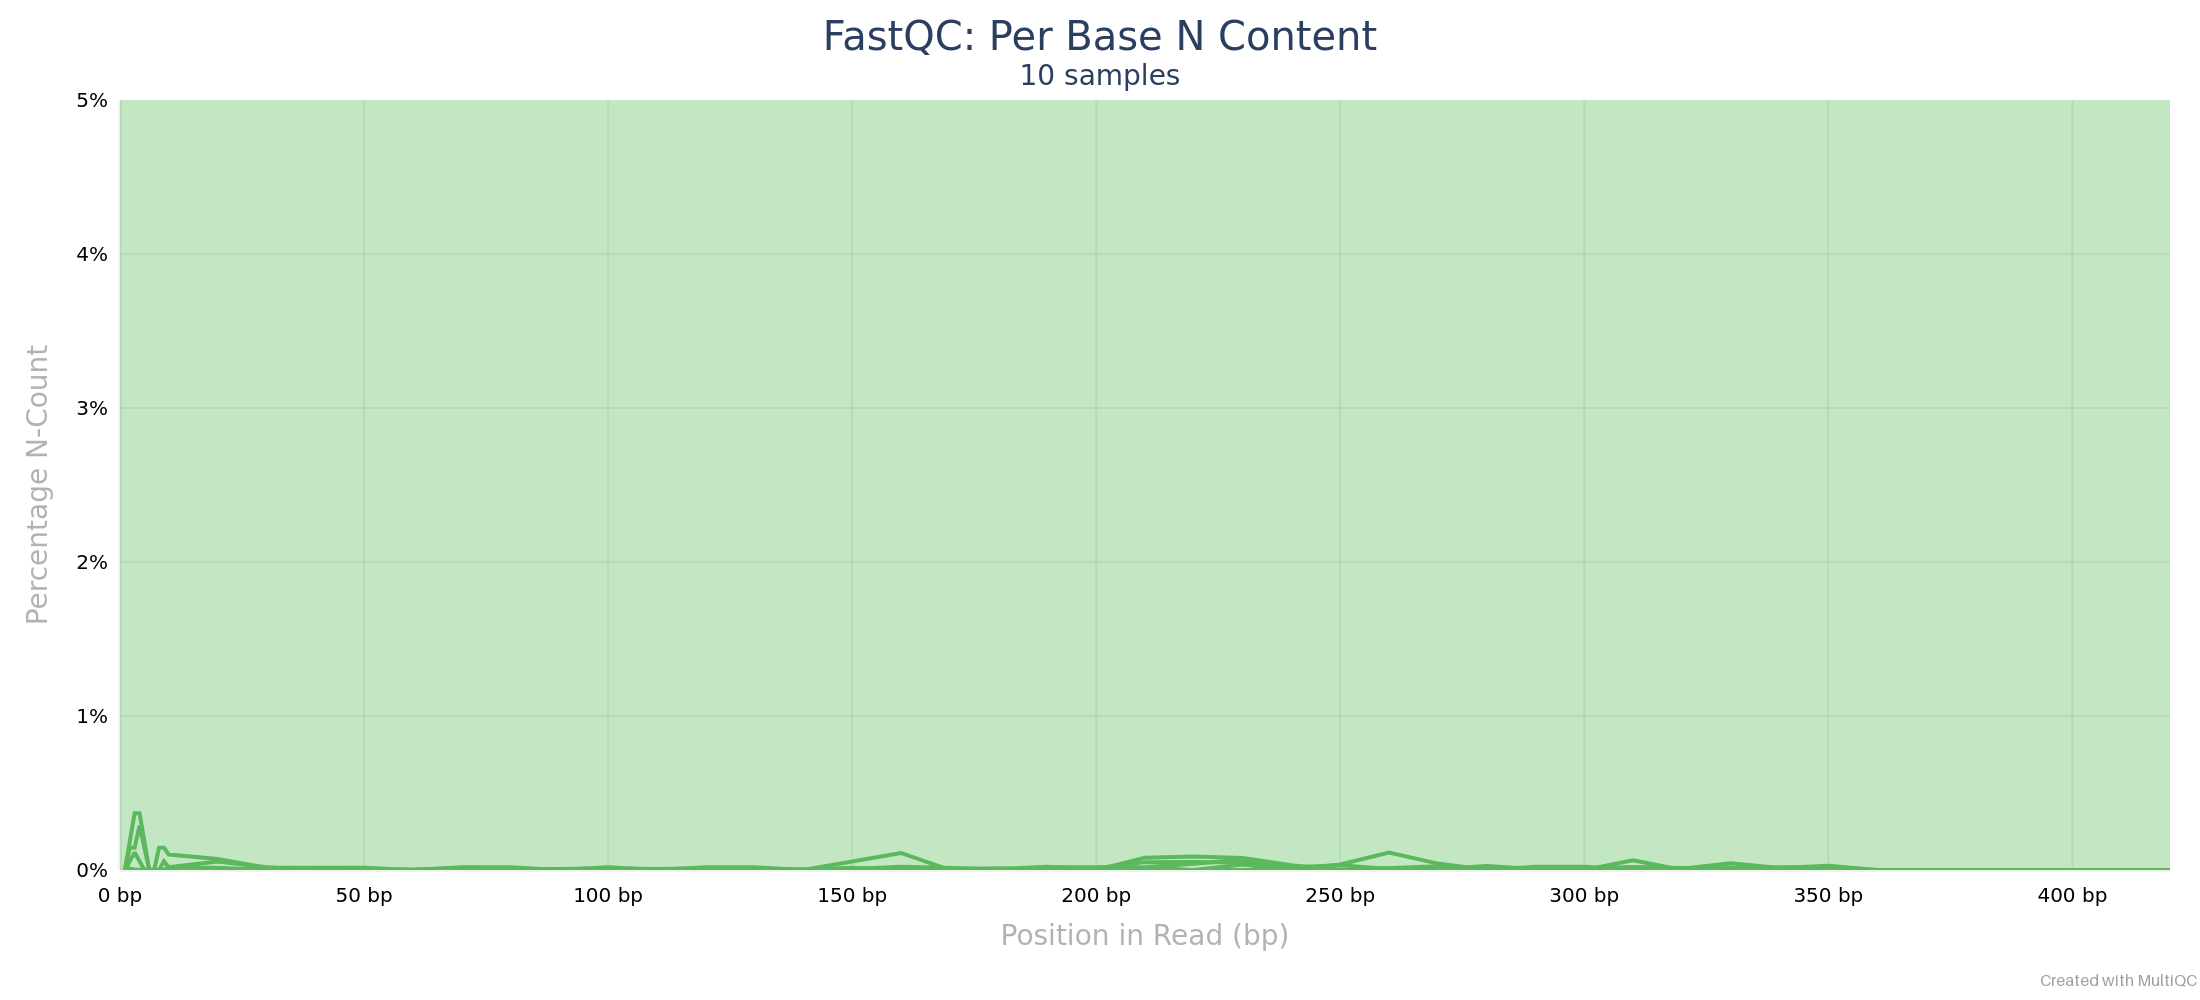 FastQC: Per Base N Content
10 samples
5%
4%
3%
2%
1%
0%
Percentage N-Count
0 bp 50 bp 100 bp 150 bp 200 bp 250 bp 300 bp 350 bp 400 bp
Position in Read (bp)
Created with MultiQC